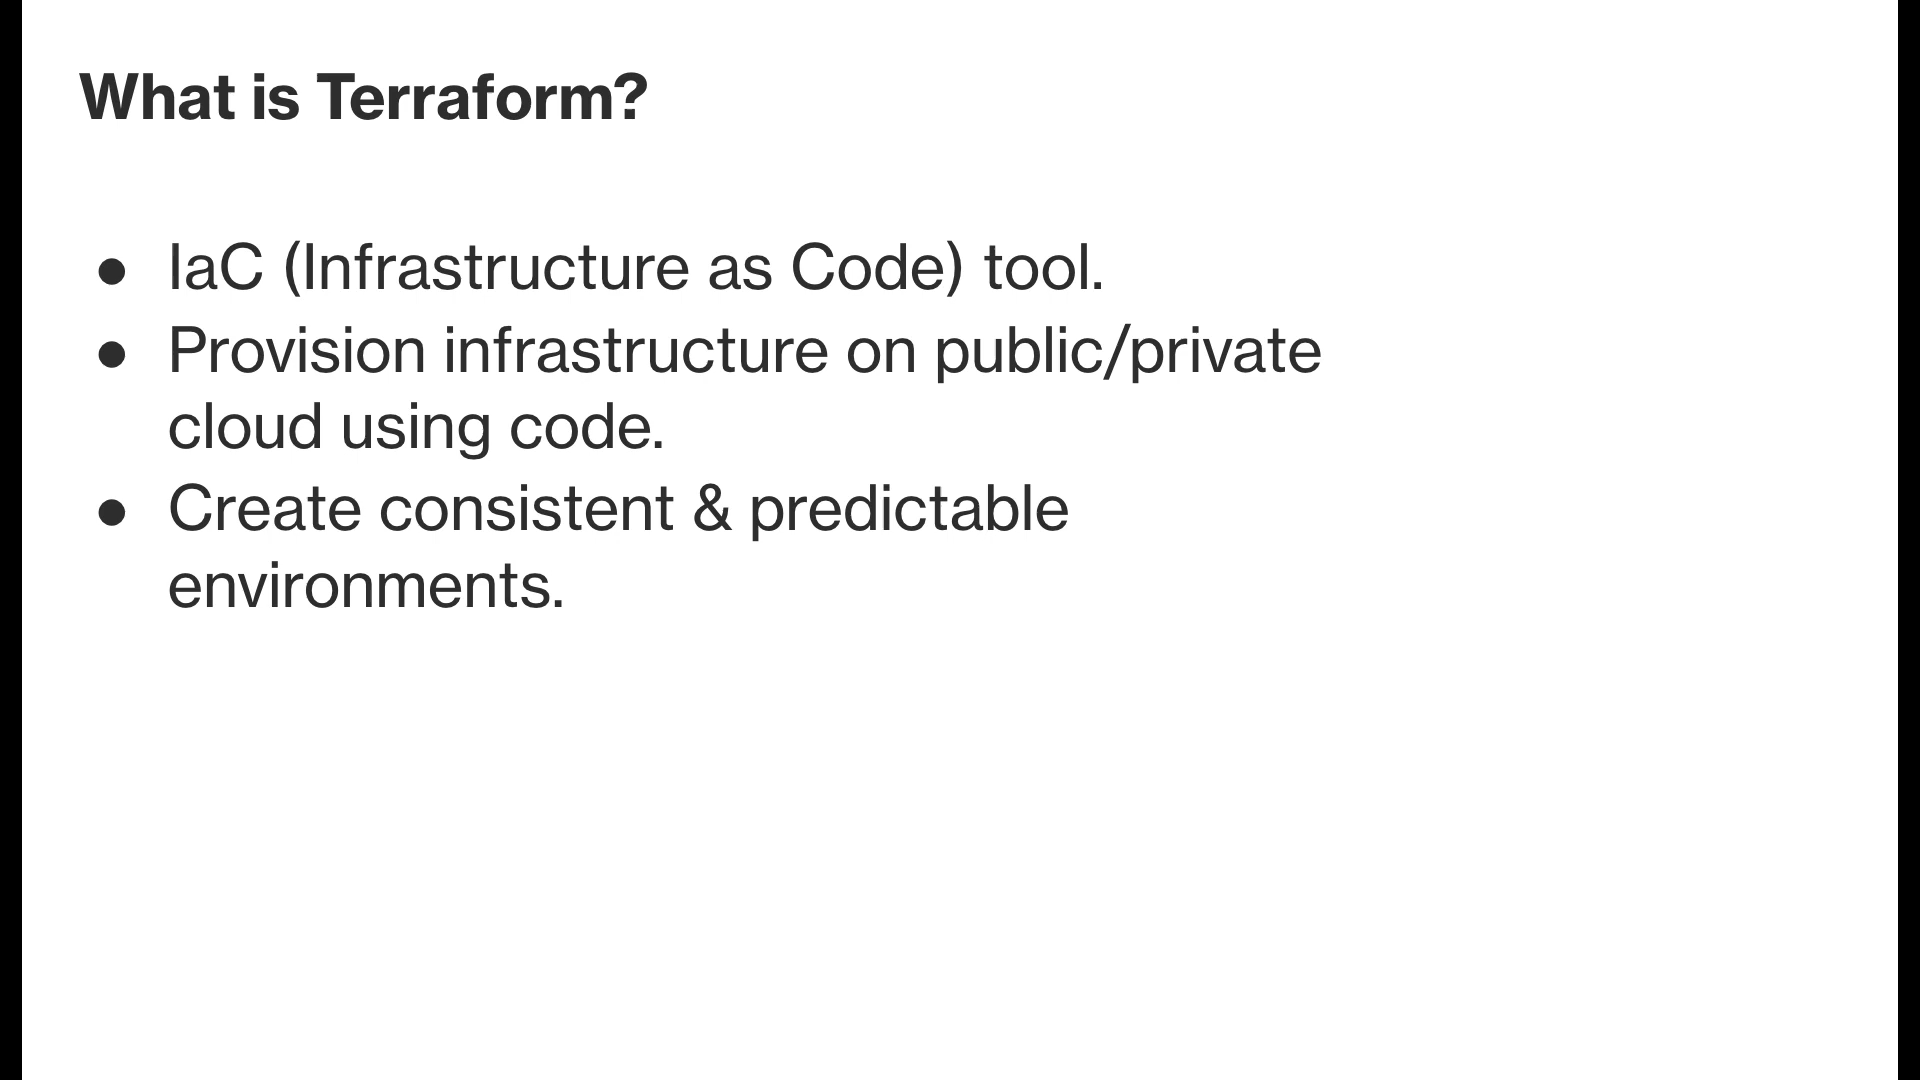 What is Terraform?
● IaC (Infrastructure as Code) tool.
● Provision infrastructure on public/private
cloud using code.
● Create consistent & predictable
environments.